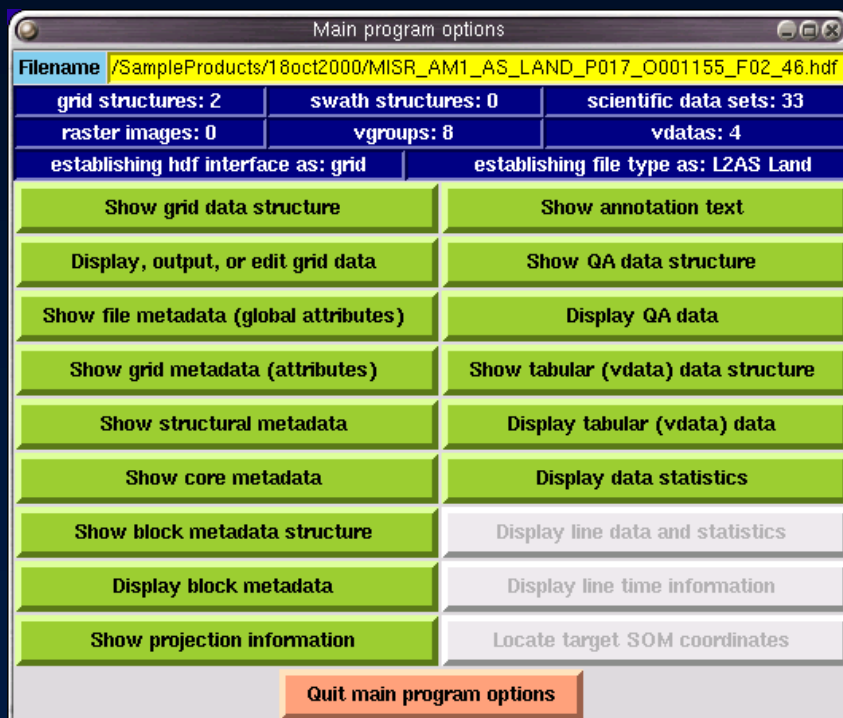 Main program options
Filename /SampleProducts/18oct2000/MISR_AM1_AS_LAND_P017_O001155_F02_46.hdf
grid structures: 2 swath structures: 0 scientific data sets: 33
raster images: 0 vgroups: 8 vdatas: 4
establishing hdf interface as: grid establishing file type as: L2AS Land
Show grid data structure Show annotation text
Display, output, or edit grid data Show QA data structure
Show file metadata (global attributes) Display QA data
Show grid metadata (attributes) Show tabular (vdata) data structure
Show structural metadata Display tabular (vdata) data
Show core metadata Display data statistics
Show block metadata structure Display line data and statistics
Display block metadata Display line time information
Show projection information Locate target SOM coordinates
Quit main program options